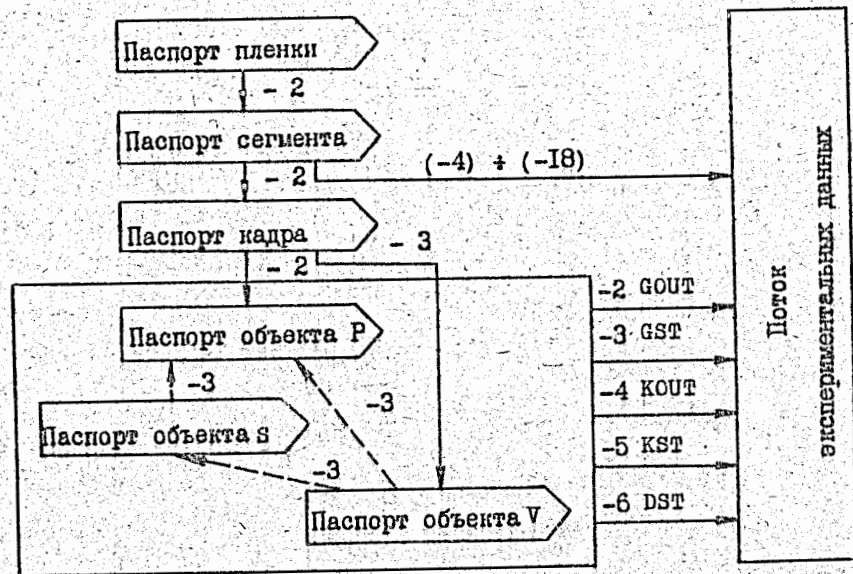 Паспорт пленки
- 2
Паспорт сегмента
(-4) ÷ (-I8)
- 2
Паспорт кадра
- 3
- 2
Паспорт объекта P
-3
-3
Паспорт объекта S
-3
Паспорт объекта V
-2 GOUT
-3 GST
-4 KOUT
-5 KST
-6 DST
Поток
экспериментальных данных